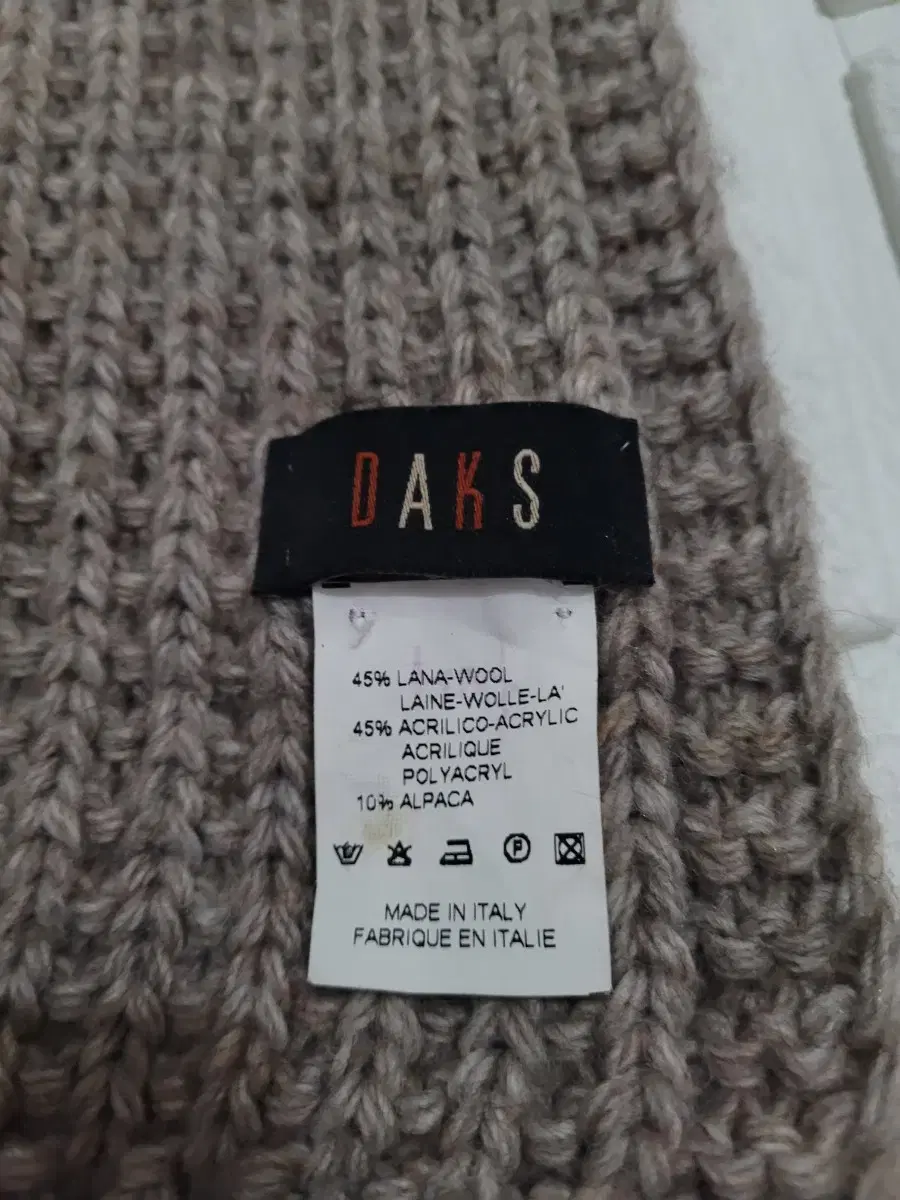 DAKS
45% LANA-WOOL
LAINE-WOLLE-LA'
45% ACRILICO-ACRYLIC
ACRILIQUE
POLYACRYL
10% ALPACA
P
MADE IN ITALY
FABRIQUE EN ITALIE